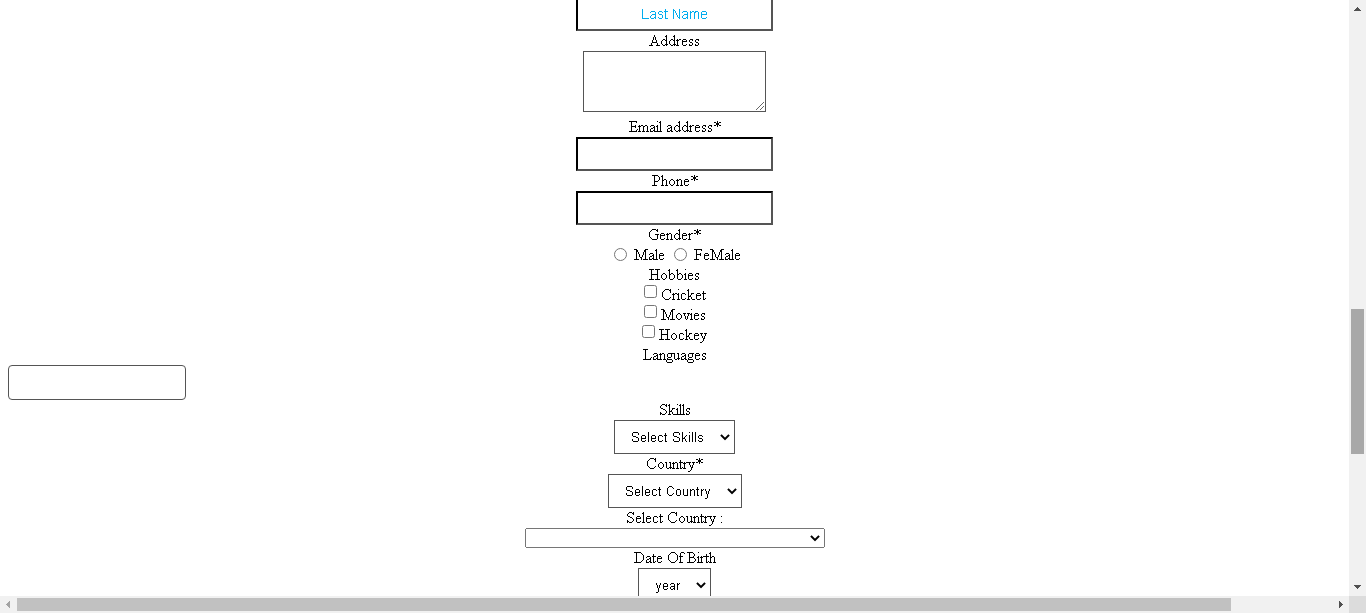 Last Name
Address
Email address*
Phone*
Gender*
Male FeMale
Hobbies
Cricket
Movies
Hockey
Languages
Skills
Select Skills
Country*
Select Country
Select Country :
Date Of Birth
year